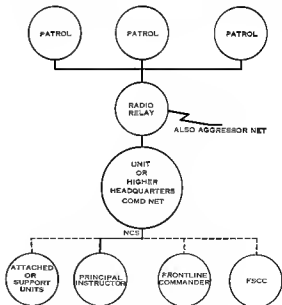 PATROL PATROL PATROL
RADIO
RELAY
ALSO AGGRESSOR NET
UNIT
OR
HIGHER
HEADQUARTERS
COMD NET
NCS
ATTACHED
OR
SUPPORT
UNITS
PRINCIPAL
INSTRUCTOR
FRONTLINE
COMMANDER
FSCC